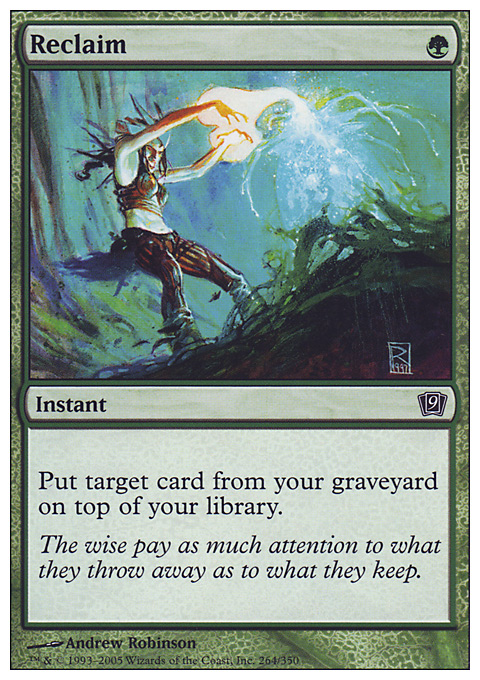 Reclaim
Instant
9
Put target card from your graveyard
on top of your library.
The wise pay as much attention to what
they throw away as to what they keep.
Andrew Robinson
™ & © 1993–2005 Wizards of the Coast, Inc. 264/350